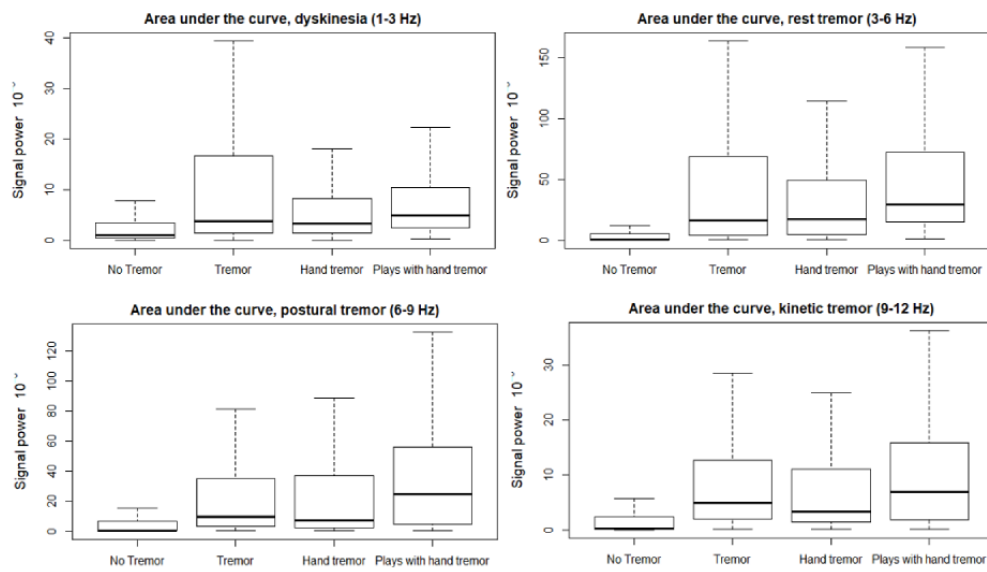 Area under the curve, dyskinesia (1-3 Hz)
Signal power 10
40
30
20
10
0
No Tremor Tremor Hand tremor Plays with hand tremor
Area under the curve, rest tremor (3-6 Hz)
Signal power 10
150
100
50
0
No Tremor Tremor Hand tremor Plays with hand tremor
Area under the curve, postural tremor (6-9 Hz)
Signal power 10
120
100
80
60
40
20
0
No Tremor Tremor Hand tremor Plays with hand tremor
Area under the curve, kinetic tremor (9-12 Hz)
Signal power 10
30
20
10
0
No Tremor Tremor Hand tremor Plays with hand tremor